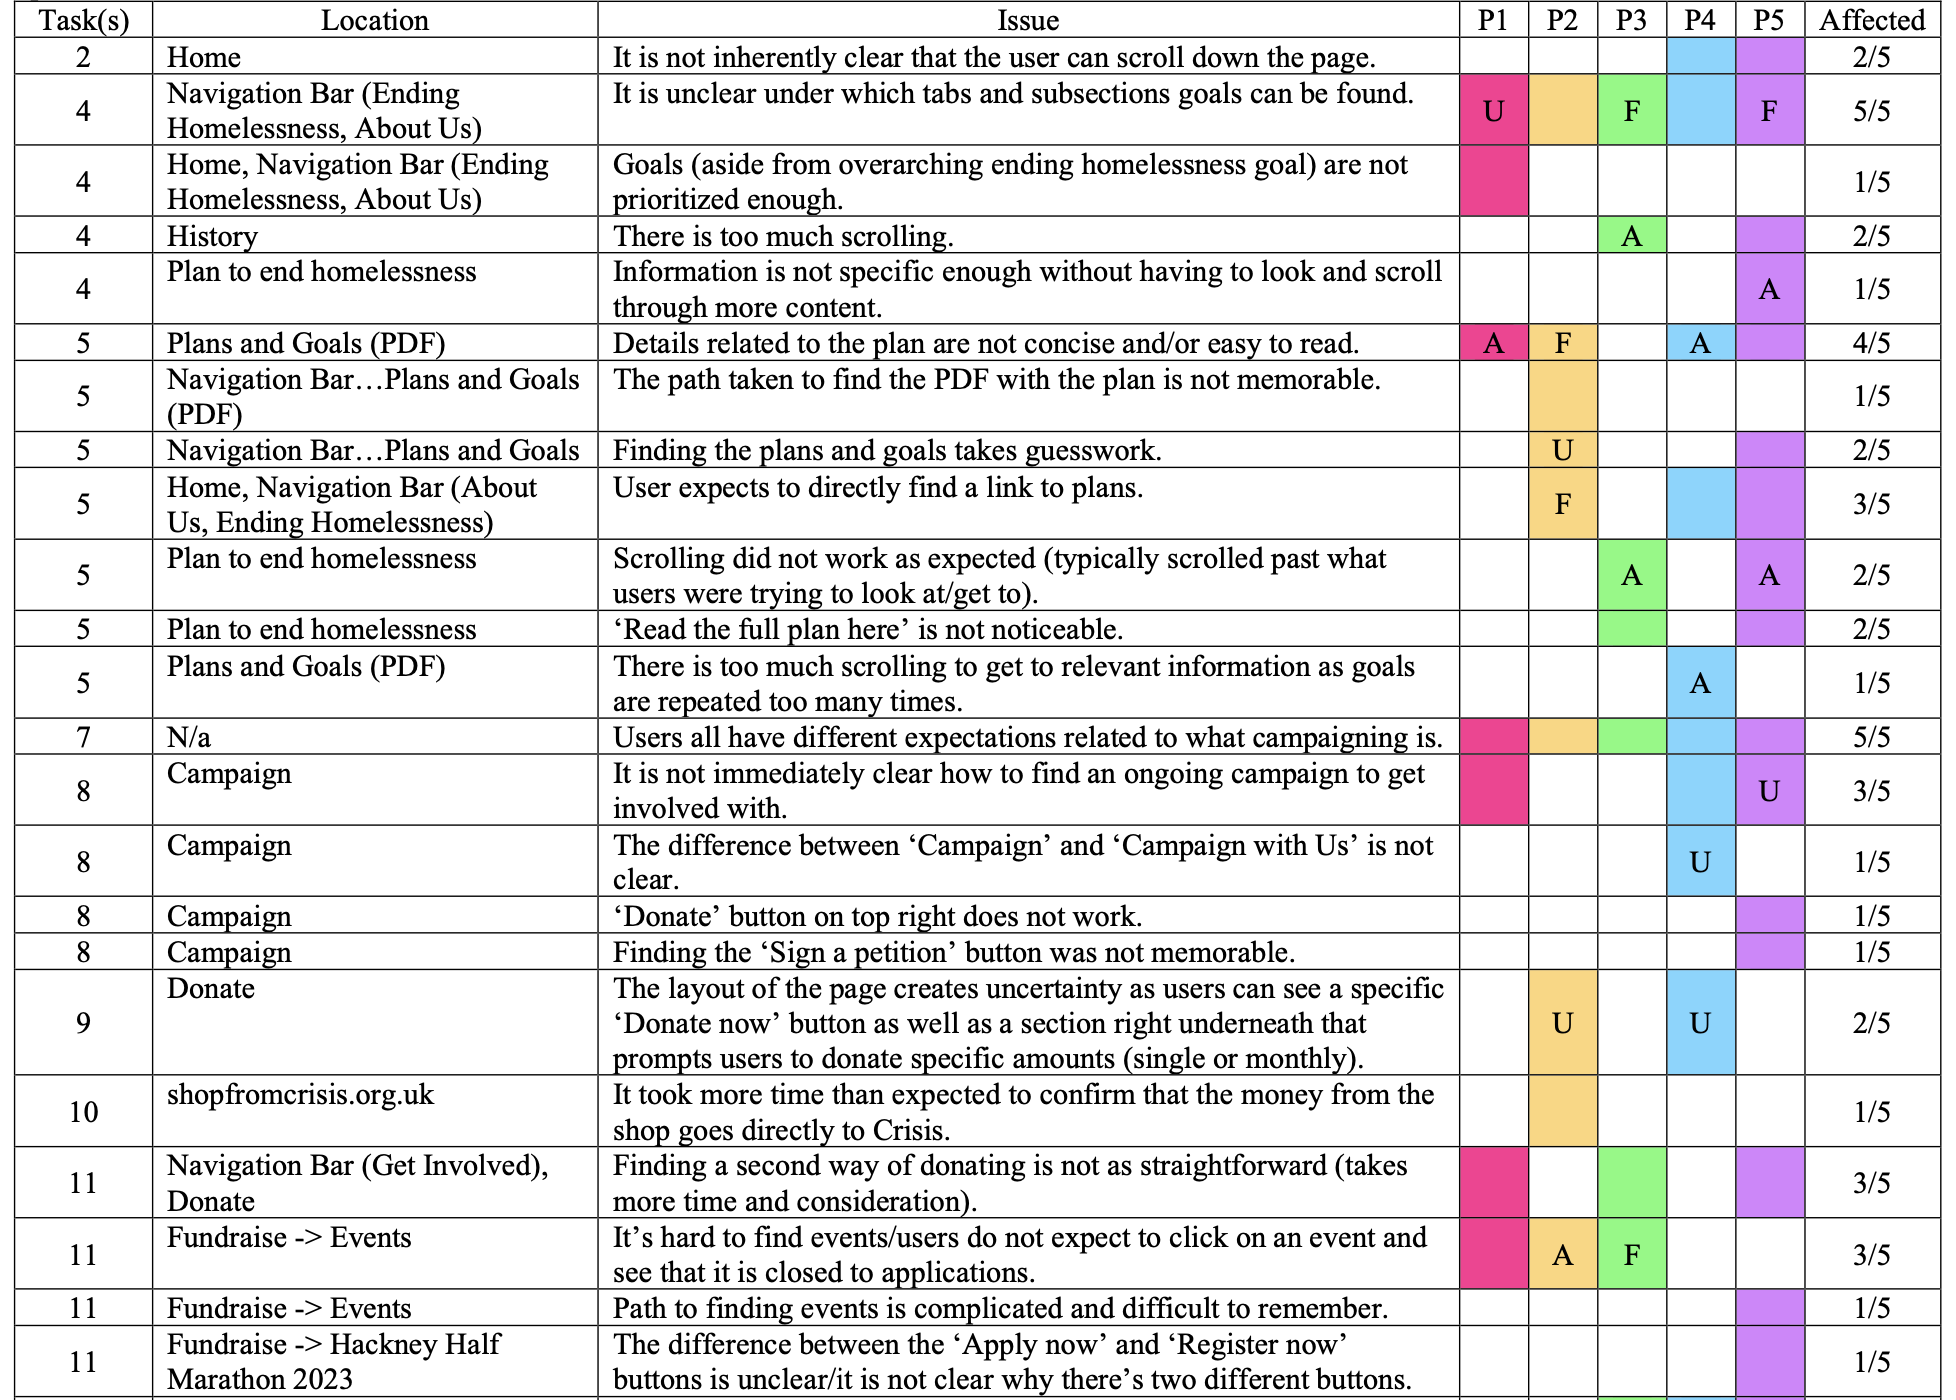 Task(s) Location Issue P1 P2 P3 P4 P5 Affected
2 Home It is not inherently clear that the user can scroll down the page. 2/5
4 Navigation Bar (Ending Homelessness, About Us) It is unclear under which tabs and subsections goals can be found. U F F 5/5
4 Home, Navigation Bar (Ending Homelessness, About Us) Goals (aside from overarching ending homelessness goal) are not prioritized enough. 1/5
4 History There is too much scrolling. A 2/5
4 Plan to end homelessness Information is not specific enough without having to look and scroll through more content. A 1/5
5 Plans and Goals (PDF) Details related to the plan are not concise and/or easy to read. A F A 4/5
5 Navigation Bar…Plans and Goals (PDF) The path taken to find the PDF with the plan is not memorable. 1/5
5 Navigation Bar…Plans and Goals Finding the plans and goals takes guesswork. U 2/5
5 Home, Navigation Bar (About Us, Ending Homelessness) User expects to directly find a link to plans. F 3/5
5 Plan to end homelessness Scrolling did not work as expected (typically scrolled past what users were trying to look at/get to). A A 2/5
5 Plan to end homelessness ‘Read the full plan here’ is not noticeable. 2/5
5 Plans and Goals (PDF) There is too much scrolling to get to relevant information as goals are repeated too many times. A 1/5
7 N/a Users all have different expectations related to what campaigning is. 5/5
8 Campaign It is not immediately clear how to find an ongoing campaign to get involved with. U 3/5
8 Campaign The difference between ‘Campaign’ and ‘Campaign with Us’ is not clear. U 1/5
8 Campaign ‘Donate’ button on top right does not work. 1/5
8 Campaign Finding the ‘Sign a petition’ button was not memorable. 1/5
9 Donate The layout of the page creates uncertainty as users can see a specific ‘Donate now’ button as well as a section right underneath that prompts users to donate specific amounts (single or monthly). U U 2/5
10 shopfromcrisis.org.uk It took more time than expected to confirm that the money from the shop goes directly to Crisis. 1/5
11 Navigation Bar (Get Involved), Donate Finding a second way of donating is not as straightforward (takes more time and consideration). 3/5
11 Fundraise -> Events It’s hard to find events/users do not expect to click on an event and see that it is closed to applications. A F 3/5
11 Fundraise -> Events Path to finding events is complicated and difficult to remember. 1/5
11 Fundraise -> Hackney Half Marathon 2023 The difference between the ‘Apply now’ and ‘Register now’ buttons is unclear/it is not clear why there’s two different buttons. 1/5